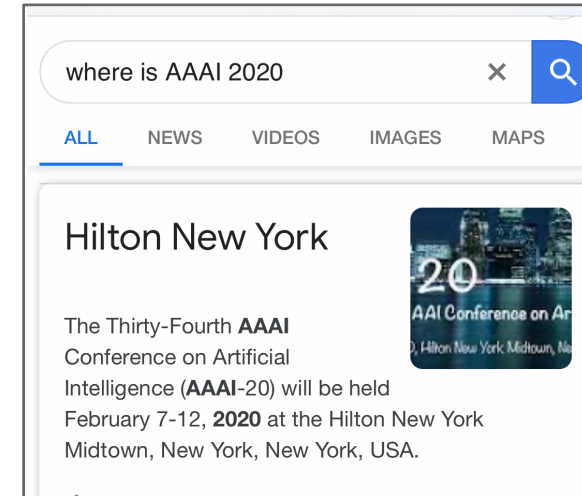 where is AAAI 2020
ALL NEWS VIDEOS IMAGES MAPS
Hilton New York
20
AAI Conference on Ar
0, Hilton New York Midtown, Ne
The Thirty-Fourth AAAI
Conference on Artificial
Intelligence (AAAI-20) will be held
February 7-12, 2020 at the Hilton New York
Midtown, New York, New York, USA.